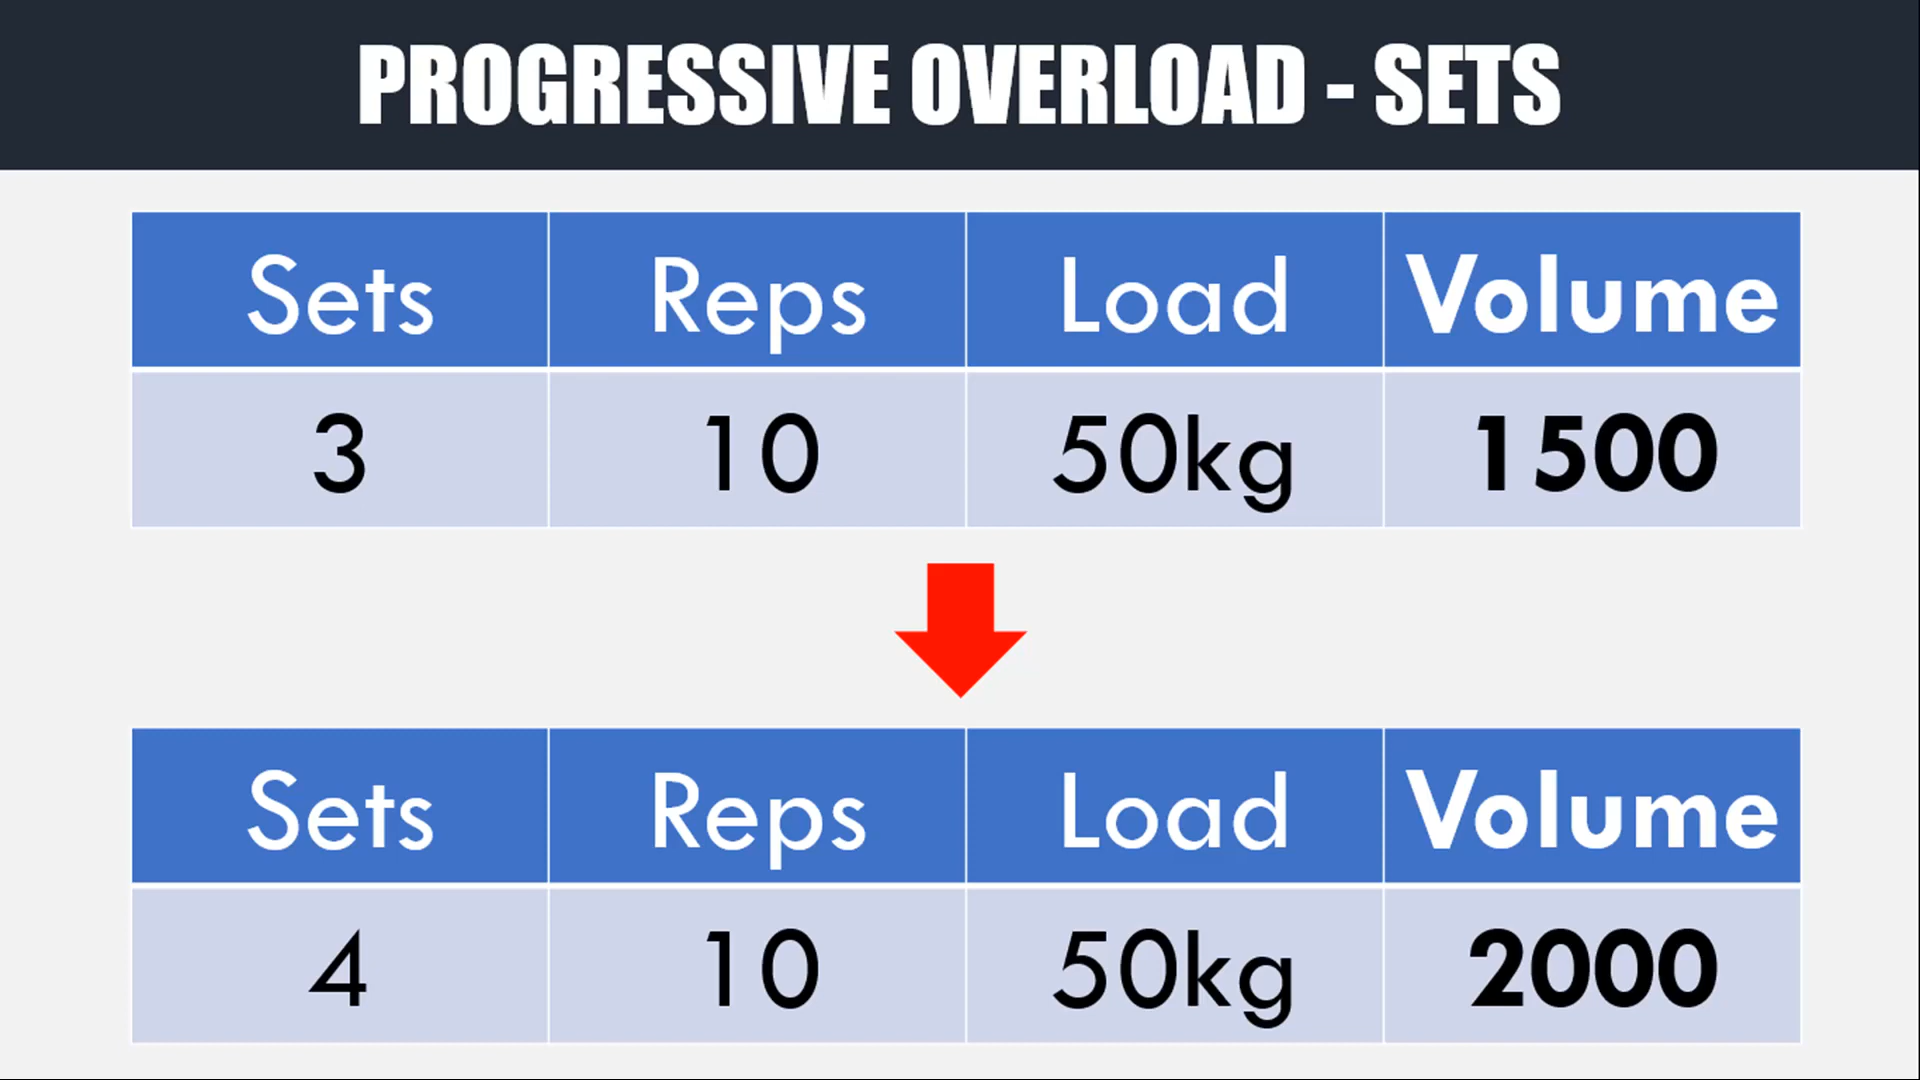 PROGRESSIVE OVERLOAD - SETS
Sets Reps Load Volume
3 10 50kg 1500
Sets Reps Load Volume
4 10 50kg 2000